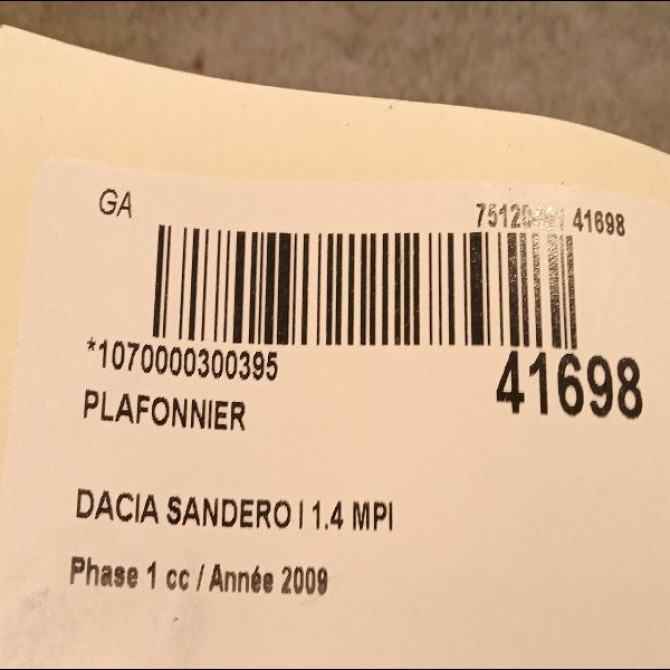 GA
41698
*1070000300395
41698
PLAFONNIER
DACIA SANDERO I 1.4 MPI
Phase 1 cc / Année 2009